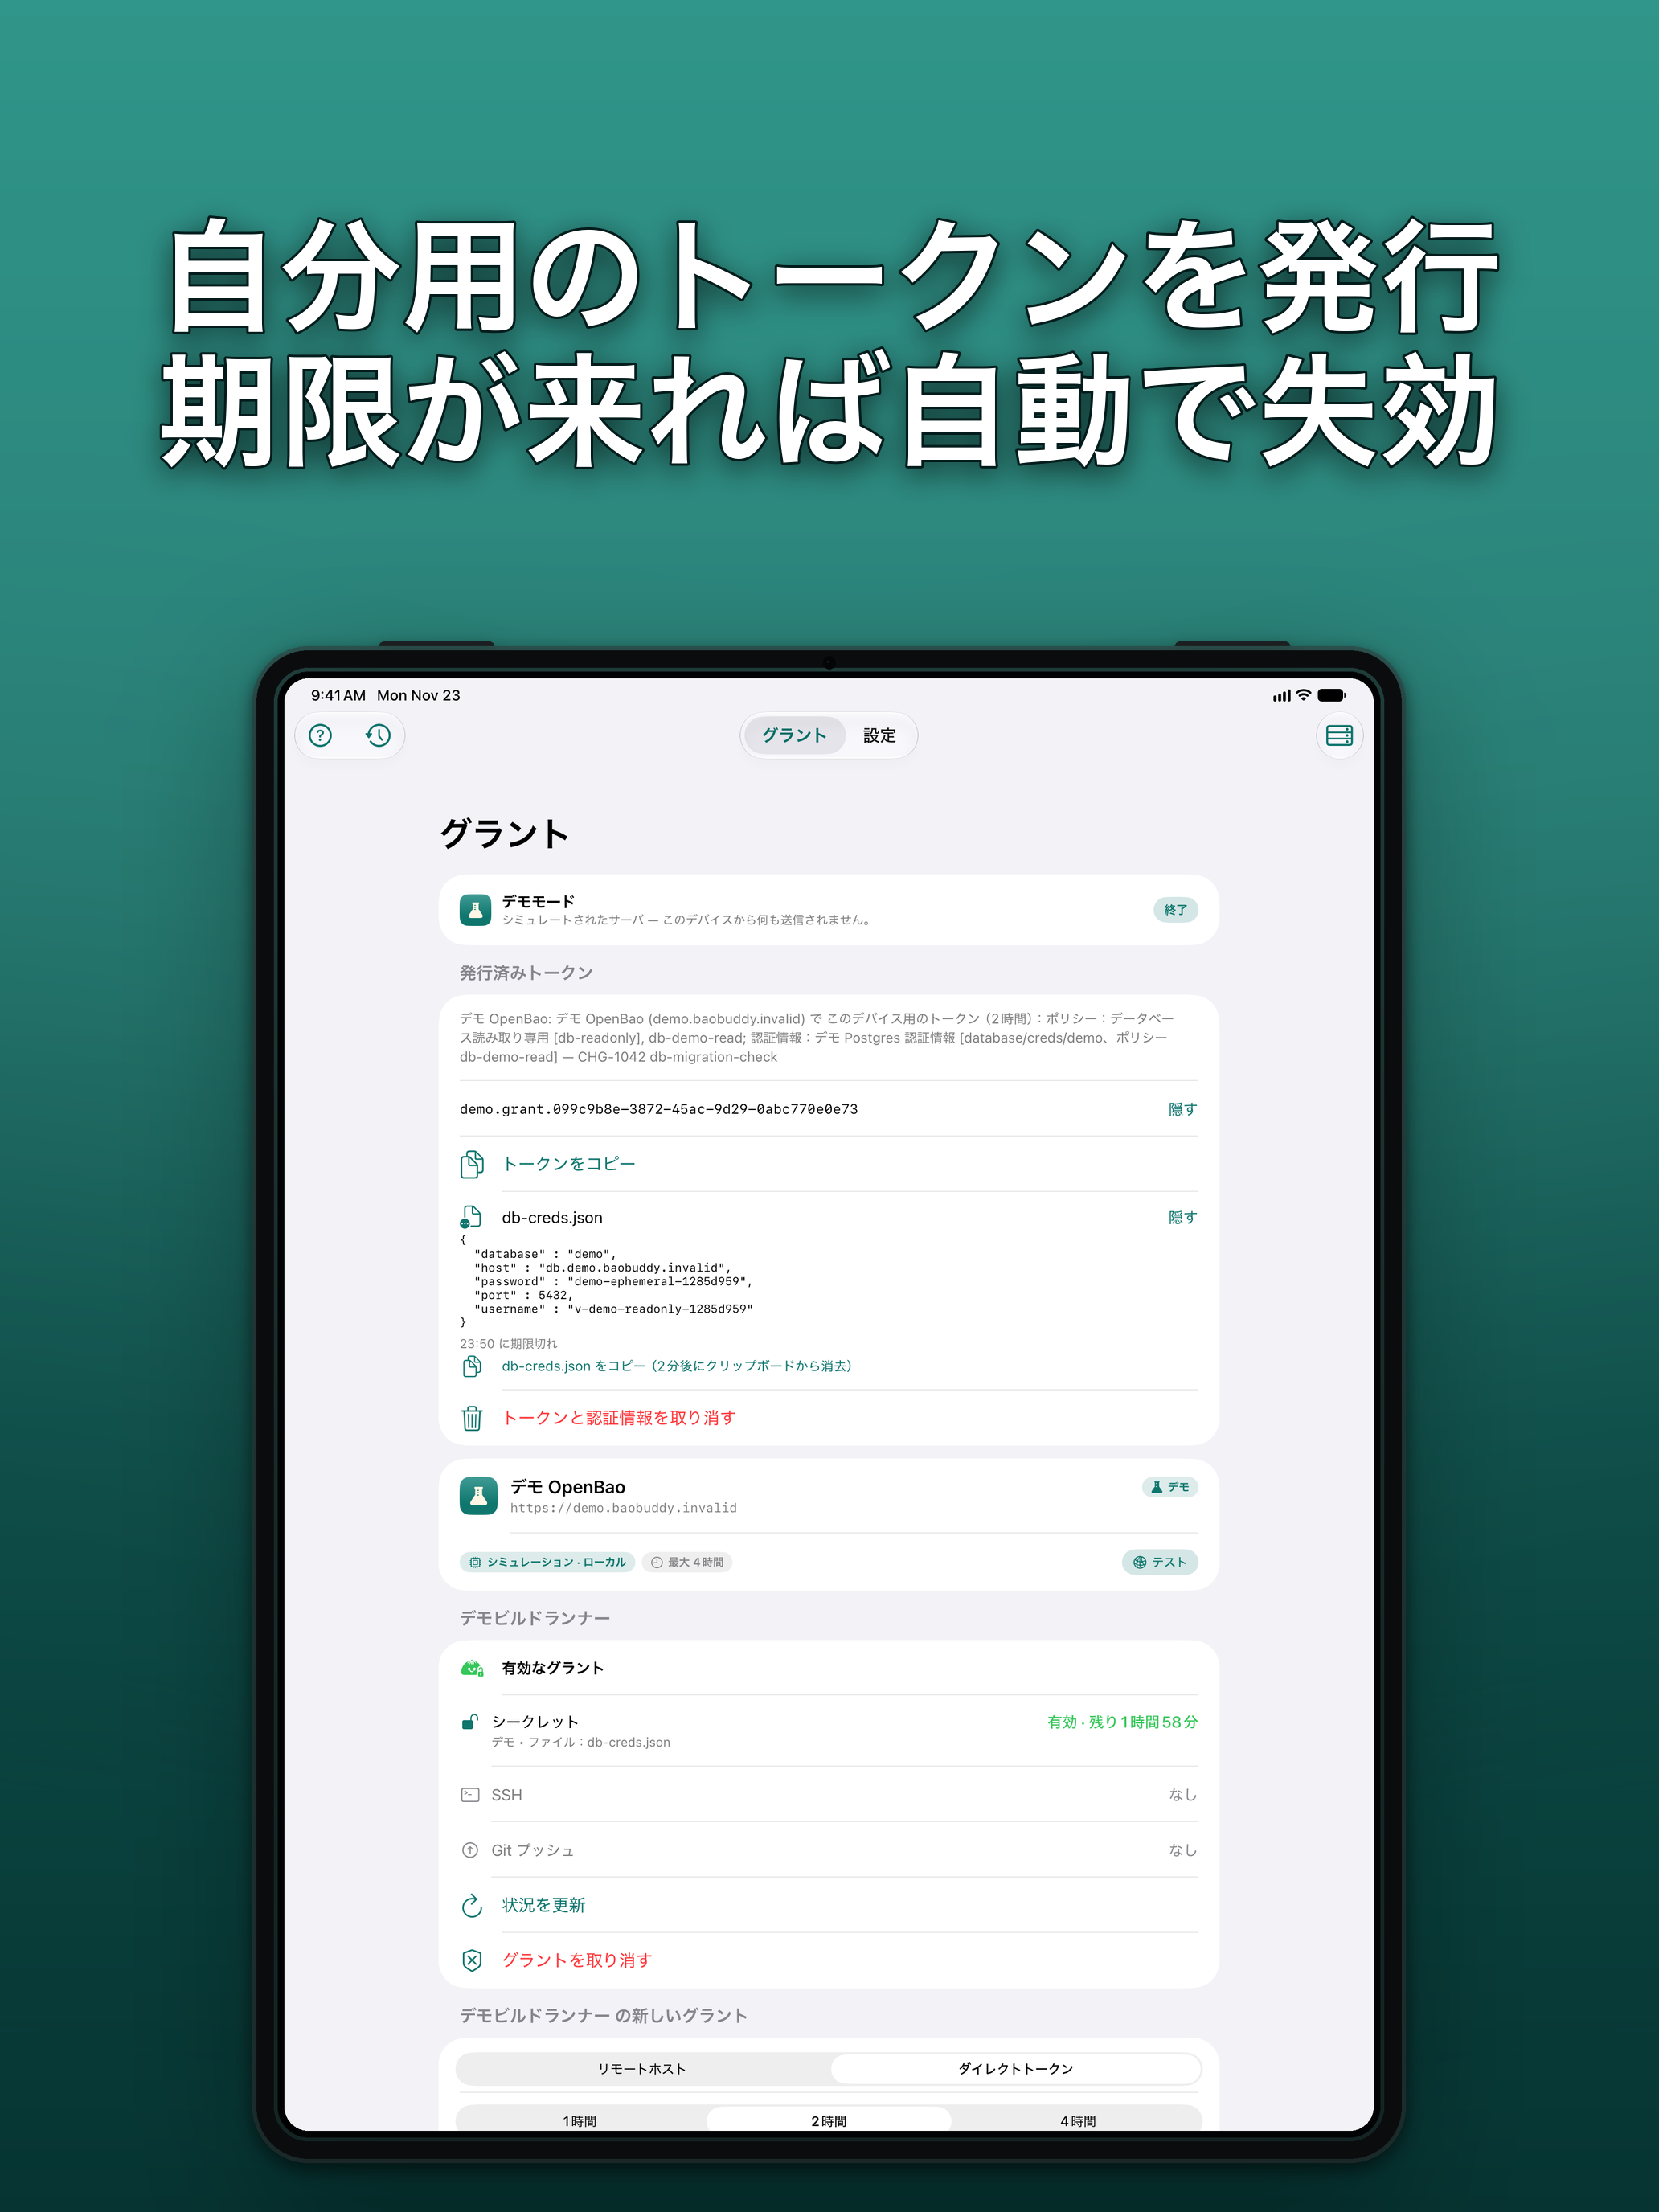 自分用のトークンを発行
期限が来れば自動で失効
9:41 AM Mon Nov 23
グラント 設定
グラント
デモモード
シミュレートされたサーバ — このデバイスから何も送信されません。
終了
発行済みトークン
デモ OpenBao: デモ OpenBao (demo.baobuddy.invalid) で このデバイス用のトークン（2時間）：ポリシー：データベー
ス読み取り専用 [db-readonly], db-demo-read; 認証情報：デモ Postgres 認証情報 [database/creds/demo、ポリシー
db-demo-read] — CHG-1042 db-migration-check
demo.grant.099c9b8e-3872-45ac-9d29-0abc770e0e73 隠す
トークンをコピー
db-creds.json 隠す
{
"database" : "demo",
"host" : "db.demo.baobuddy.invalid",
"password" : "demo-ephemeral-1285d959",
"port" : 5432,
"username" : "v-demo-readonly-1285d959"
}
23:50 に期限切れ
db-creds.json をコピー（2分後にクリップボードから消去）
トークンと認証情報を取り消す
デモ OpenBao デモ
https://demo.baobuddy.invalid
シミュレーション · ローカル 最大 4時間 テスト
デモビルドランナー
有効なグラント
シークレット 有効 · 残り1時間58分
デモ・ファイル：db-creds.json
SSH なし
Git プッシュ なし
状況を更新
グラントを取り消す
デモビルドランナー の新しいグラント
リモートホスト ダイレクトトークン
1時間 2時間 4時間